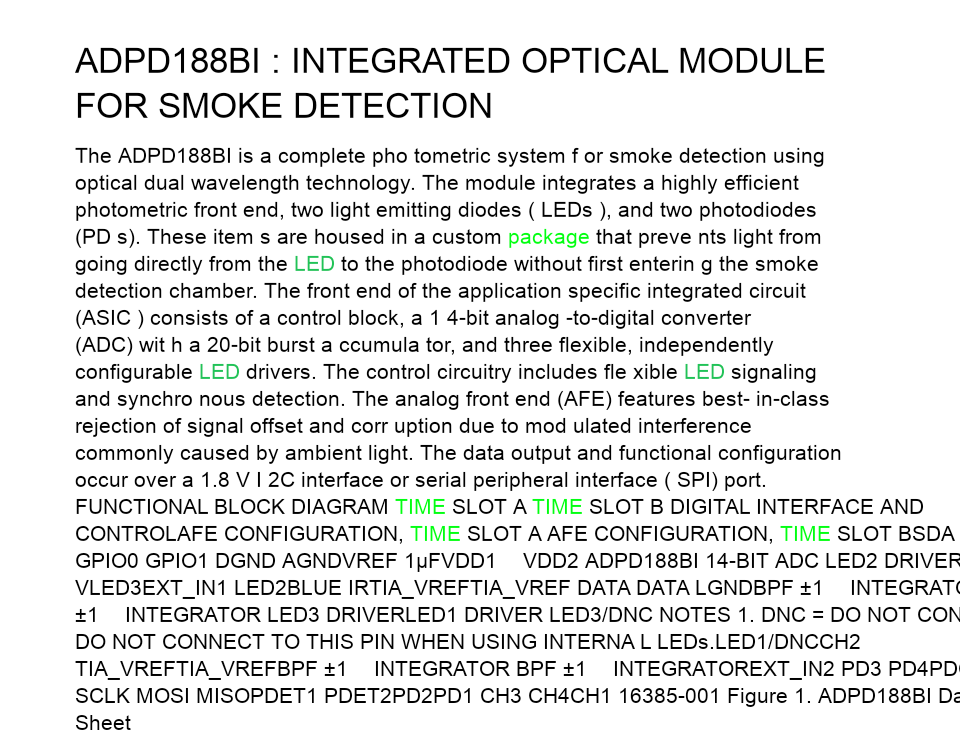 ADPD188BI : INTEGRATED OPTICAL MODULE
FOR SMOKE DETECTION
The ADPD188BI is a complete pho tometric system f or smoke detection using
optical dual wavelength technology. The module integrates a highly efficient
photometric front end, two light emitting diodes ( LEDs ), and two photodiodes
(PD s). These item s are housed in a custom package that preve nts light from
going directly from the LED to the photodiode without first enterin g the smoke
detection chamber. The front end of the application specific integrated circuit
(ASIC ) consists of a control block, a 1 4-bit analog -to-digital converter
(ADC) wit h a 20-bit burst a ccumula tor, and three flexible, independently
configurable LED drivers. The control circuitry includes fle xible LED signaling
and synchro nous detection. The analog front end (AFE) features best- in-class
rejection of signal offset and corr uption due to mod ulated interference
commonly caused by ambient light. The data output and functional configuration
occur over a 1.8 V I 2C interface or serial peripheral interface ( SPI) port.
FUNCTIONAL BLOCK DIAGRAM TIME SLOT A TIME SLOT B DIGITAL INTERFACE AND
CONTROLAFE CONFIGURATION, TIME SLOT A AFE CONFIGURATION, TIME SLOT BSDA
GPIO0 GPIO1 DGND AGNDVREF 1μFVDD1 VDD2 ADPD188BI 14-BIT ADC LED2 DRIVER
VLED3EXT_IN1 LED2BLUE IRTIA_VREFTIA_VREF DATA DATA LGNDBPF ±1 INTEGRATO
±1 INTEGRATOR LED3 DRIVERLED1 DRIVER LED3/DNC NOTES 1. DNC = DO NOT CON
DO NOT CONNECT TO THIS PIN WHEN USING INTERNA L LEDs.LED1/DNCCH2
TIA_VREFTIA_VREFBPF ±1 INTEGRATOR BPF ±1 INTEGRATOREXT_IN2 PD3 PD4PD
SCLK MOSI MISOPDET1 PDET2PD2PD1 CH3 CH4CH1 16385-001 Figure 1. ADPD188BI Da
Sheet